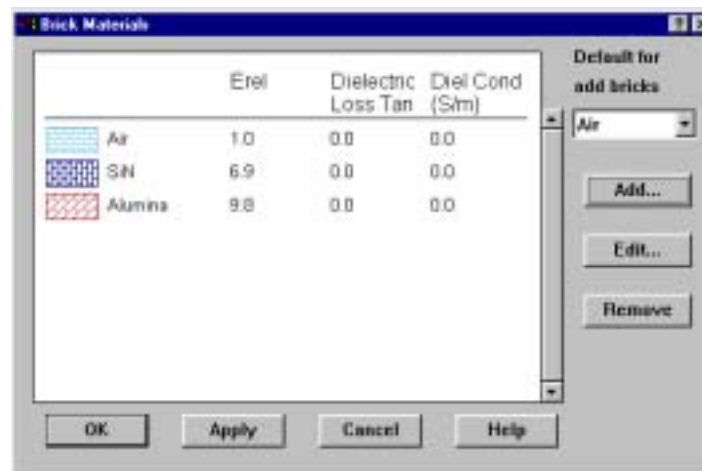 Brick Materials
Default for
add bricks
Erel Dielectric Diel Cond
Loss Tan (S/m)
Air 1.0 0.0 0.0
SiN 6.9 0.0 0.0
Alumina 9.8 0.0 0.0
Air
Add...
Edit...
Remove
OK Apply Cancel Help